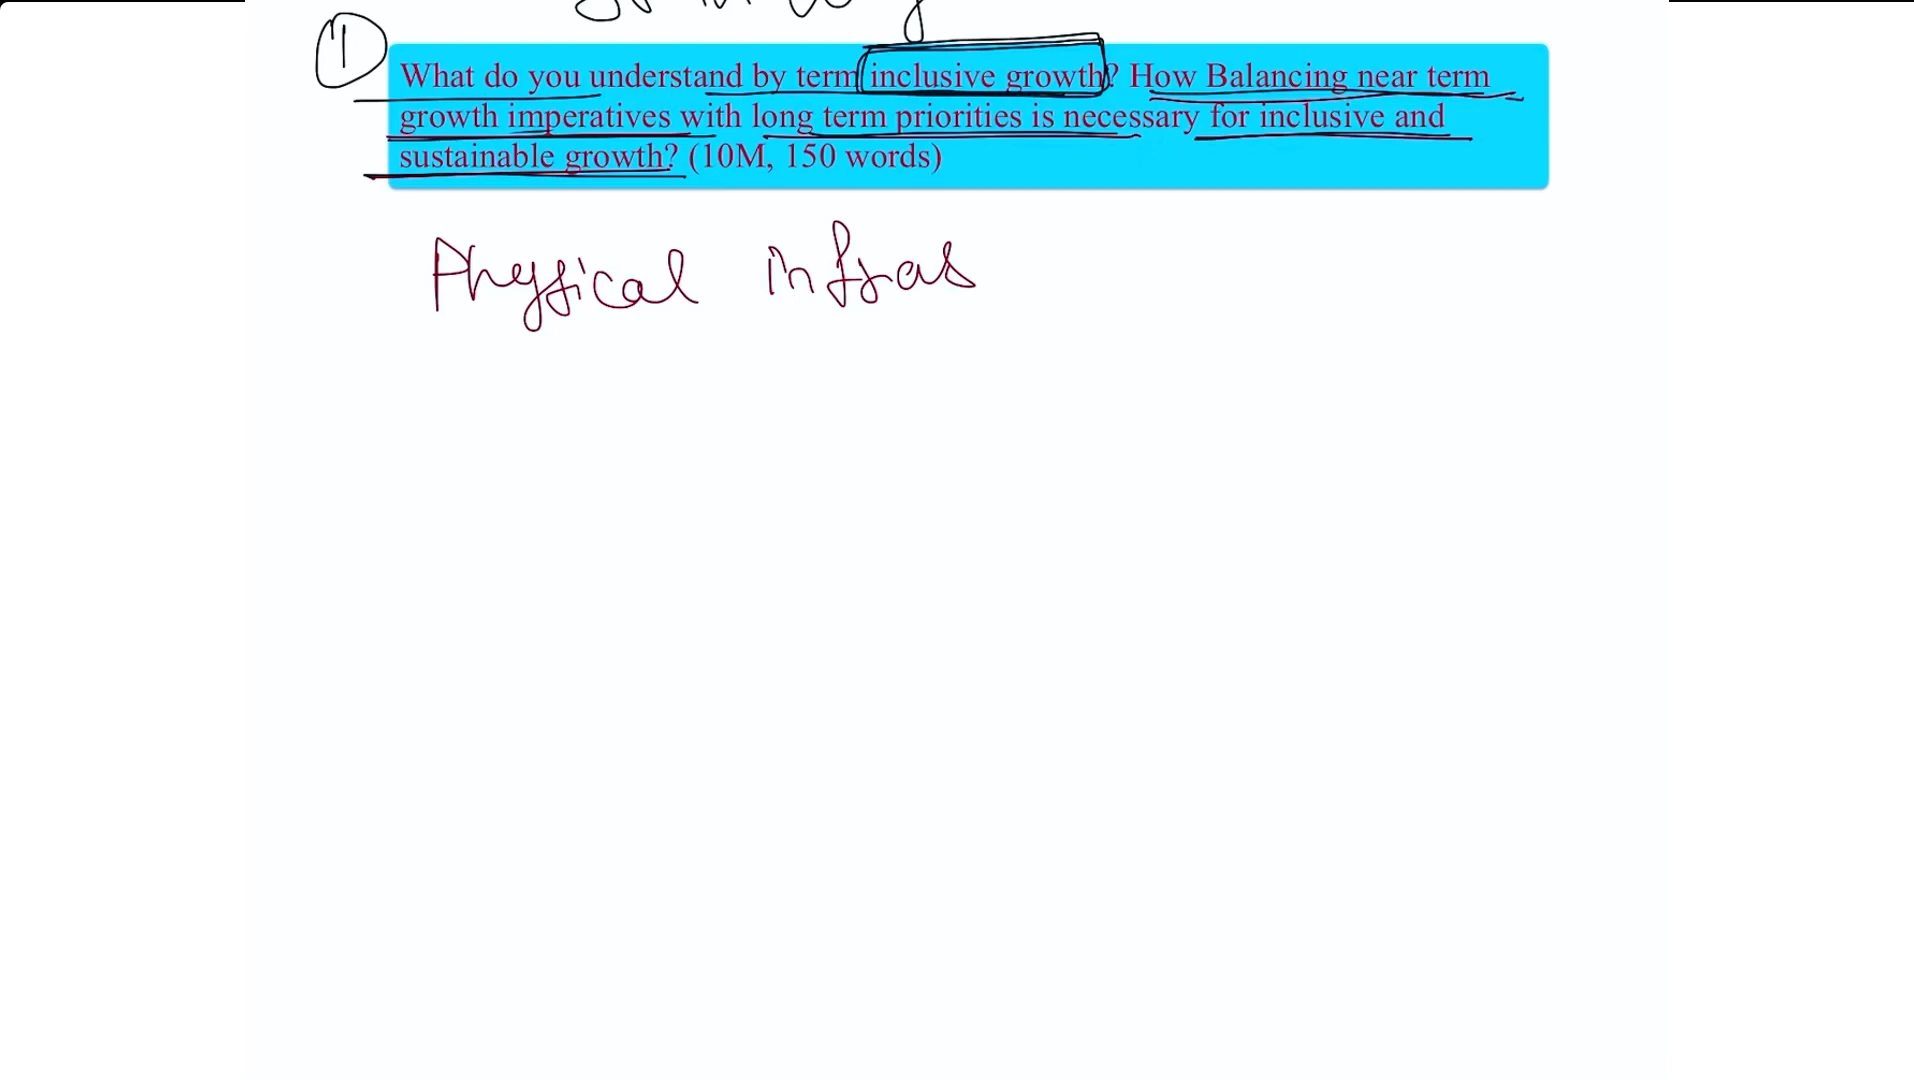 1
What do you understand by term inclusive growth? How Balancing near term
growth imperatives with long term priorities is necessary for inclusive and
sustainable growth? (10M, 150 words)
Physical infras